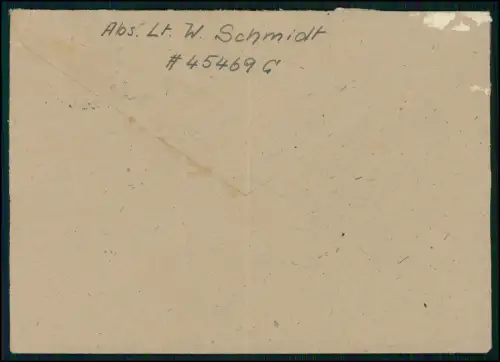 Abs. Lt. W. Schmidt
# 45469 G